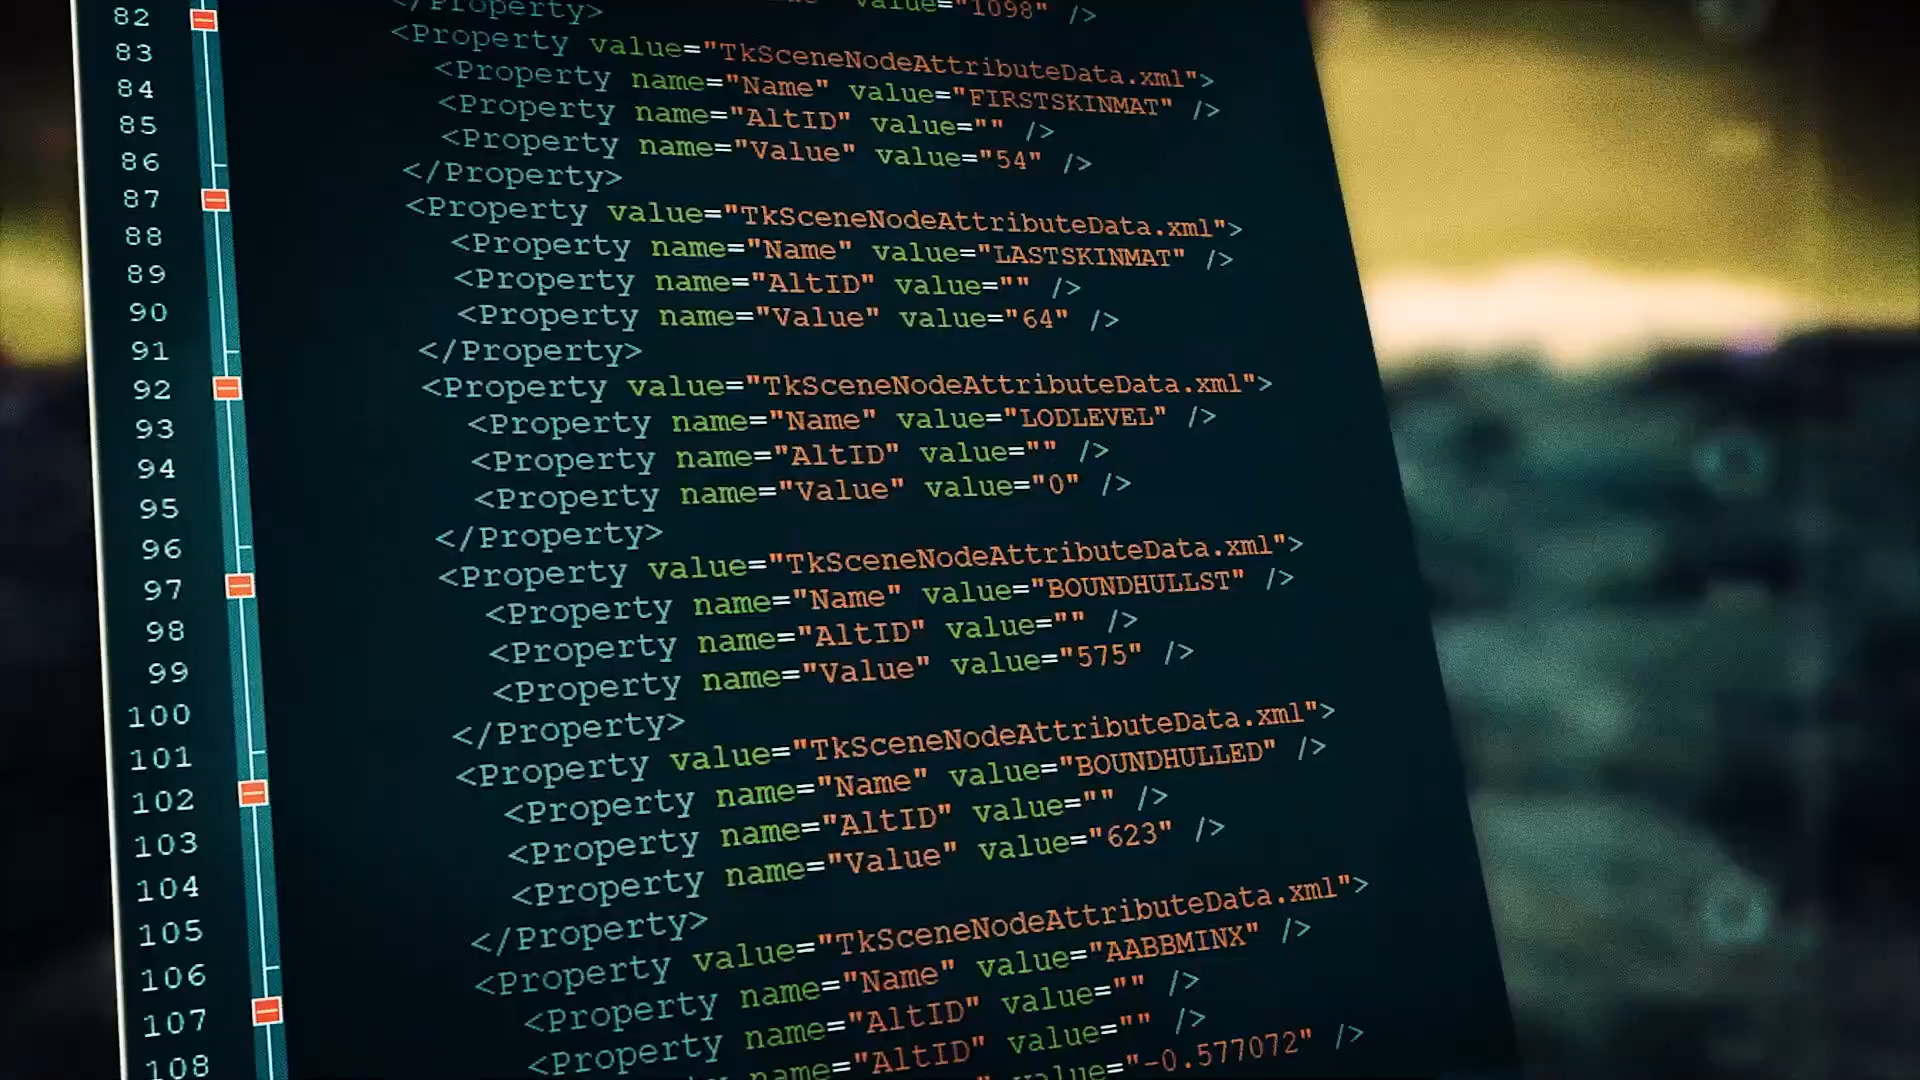 value="1098" />
</Property>
82 <Property value="TkSceneNodeAttributeData.xml">
83 <Property name="Name" value="FIRSTSKINMAT" />
84 <Property name="AltID" value="" />
85 <Property name="Value" value="54" />
86 </Property>
87 <Property value="TkSceneNodeAttributeData.xml">
88 <Property name="Name" value="LASTSKINMAT" />
89 <Property name="AltID" value="" />
90 <Property name="Value" value="64" />
91 </Property>
92 <Property value="TkSceneNodeAttributeData.xml">
93 <Property name="Name" value="LODLEVEL" />
94 <Property name="AltID" value="" />
95 <Property name="Value" value="0" />
96 </Property>
97 <Property value="TkSceneNodeAttributeData.xml">
98 <Property name="Name" value="BOUNDHULLST" />
99 <Property name="AltID" value="" />
100 <Property name="Value" value="575" />
101 </Property>
102 <Property value="TkSceneNodeAttributeData.xml">
103 <Property name="Name" value="BOUNDHULLED" />
104 <Property name="AltID" value="" />
105 <Property name="Value" value="623" />
106 </Property>
107 <Property value="TkSceneNodeAttributeData.xml">
108 <Property name="Name" value="AABBMINX" />
<Property name="AltID" value="" />
name="AltID" value="" />
value="-0.577072" />